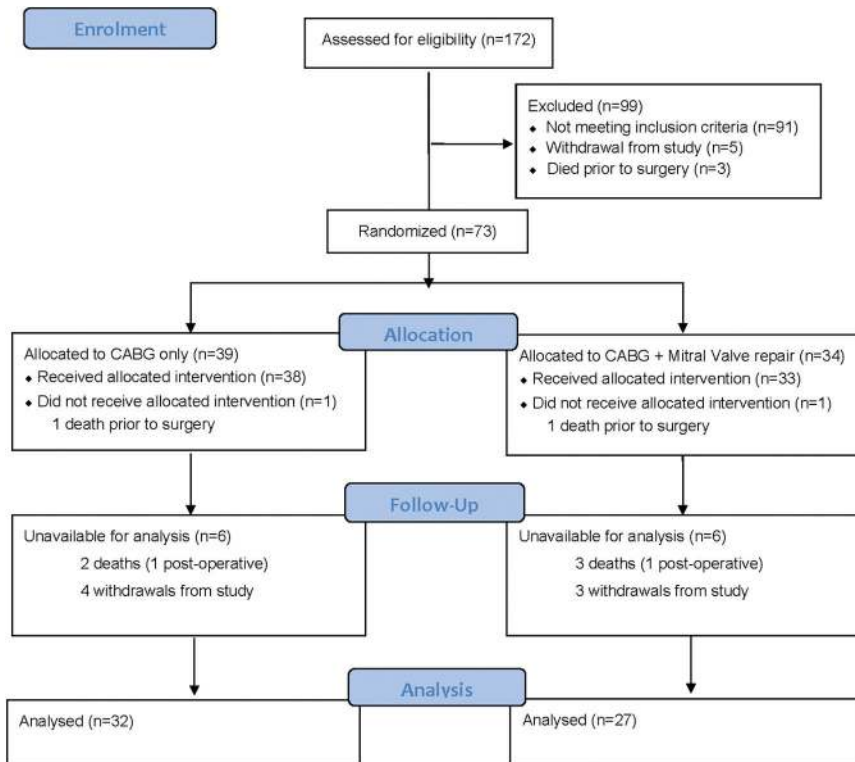 Enrolment
Assessed for eligibility (n=172)
Excluded (n=99)
◆ Not meeting inclusion criteria (n=91)
◆ Withdrawal from study (n=5)
◆ Died prior to surgery (n=3)
Randomized (n=73)
Allocation
Allocated to CABG only (n=39)
◆ Received allocated intervention (n=38)
◆ Did not receive allocated intervention (n=1)
1 death prior to surgery
Allocated to CABG + Mitral Valve repair (n=34)
◆ Received allocated intervention (n=33)
◆ Did not receive allocated intervention (n=1)
1 death prior to surgery
Follow-Up
Unavailable for analysis (n=6)
2 deaths (1 post-operative)
4 withdrawals from study
Unavailable for analysis (n=6)
3 deaths (1 post-operative)
3 withdrawals from study
Analysis
Analysed (n=32)
Analysed (n=27)